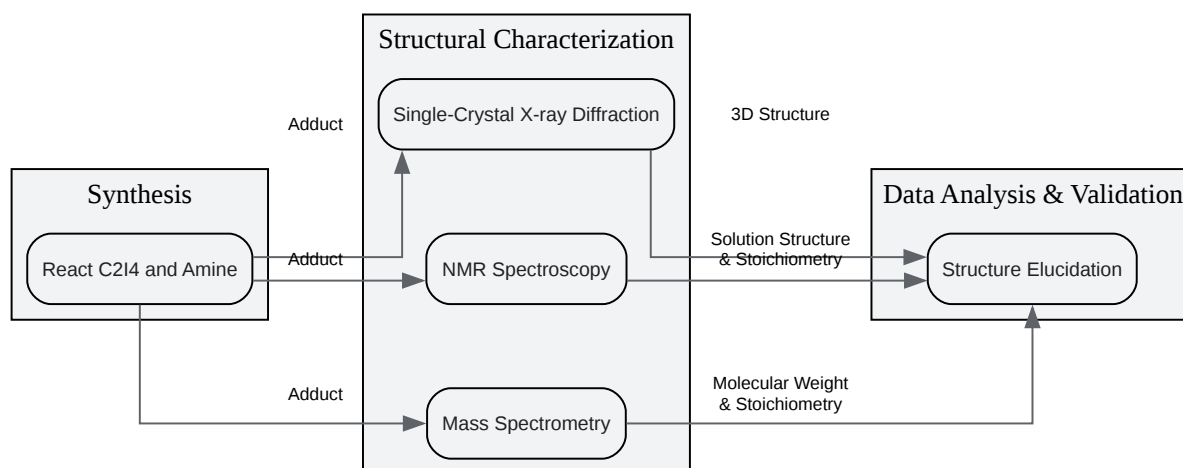 Structural Characterization
Single-Crystal X-ray Diffraction
Adduct
3D Structure
Synthesis
Data Analysis & Validation
React C2I4 and Amine
Adduct
NMR Spectroscopy
Solution Structure
& Stoichiometry
Structure Elucidation
Adduct
Mass Spectrometry
Molecular Weight
& Stoichiometry